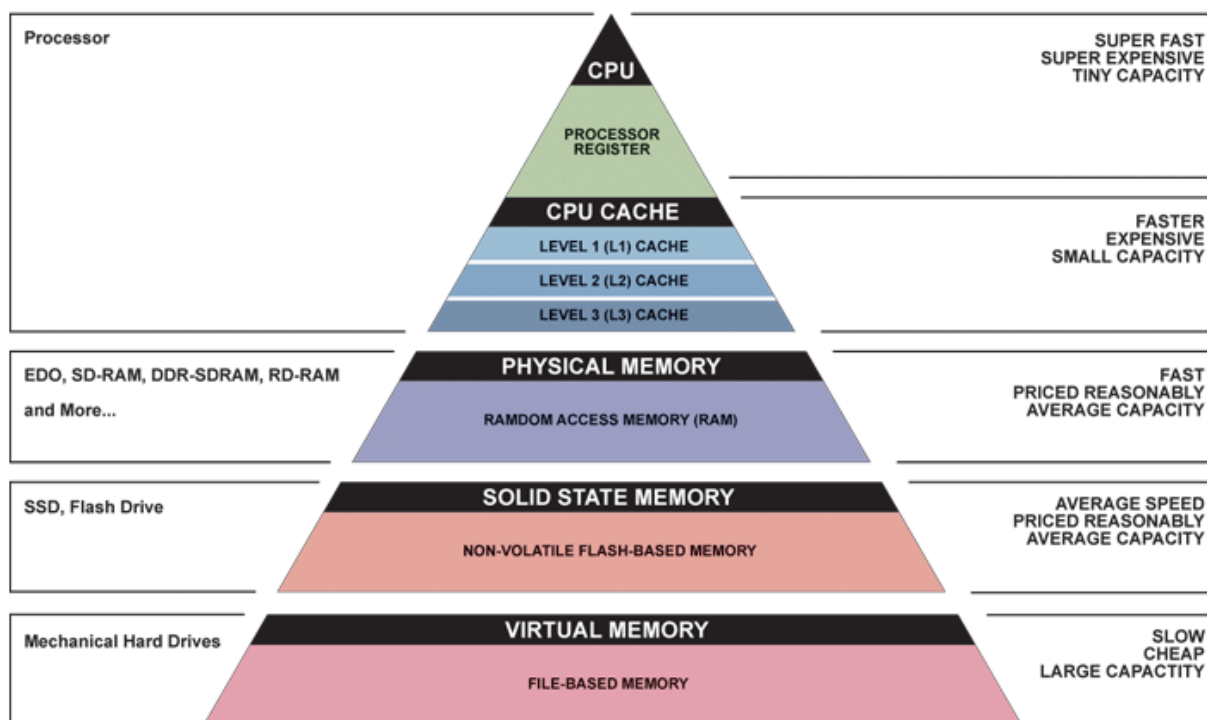 Processor
CPU
SUPER FAST
SUPER EXPENSIVE
TINY CAPACITY
PROCESSOR
REGISTER
CPU CACHE
LEVEL 1 (L1) CACHE
LEVEL 2 (L2) CACHE
LEVEL 3 (L3) CACHE
FASTER
EXPENSIVE
SMALL CAPACITY
EDO, SD-RAM, DDR-SDRAM, RD-RAM
and More...
PHYSICAL MEMORY
RAMDOM ACCESS MEMORY (RAM)
FAST
PRICED REASONABLY
AVERAGE CAPACITY
SSD, Flash Drive
SOLID STATE MEMORY
NON-VOLATILE FLASH-BASED MEMORY
AVERAGE SPEED
PRICED REASONABLY
AVERAGE CAPACITY
Mechanical Hard Drives
VIRTUAL MEMORY
FILE-BASED MEMORY
SLOW
CHEAP
LARGE CAPACTITY